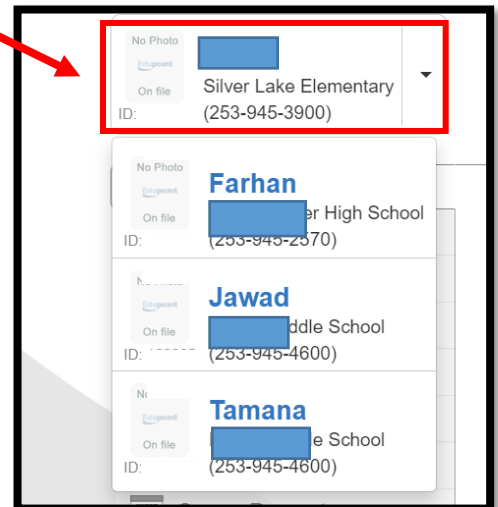 No Photo
Edupoint
On file
Silver Lake Elementary
ID:
(253-945-3900)
No Photo
Edupoint
On file
Farhan
er High School
ID:
(253-945-2570)
Edupoint
On file
Jawad
ddle School
ID:
(253-945-4600)
Edupoint
On file
Tamana
e School
ID:
(253-945-4600)